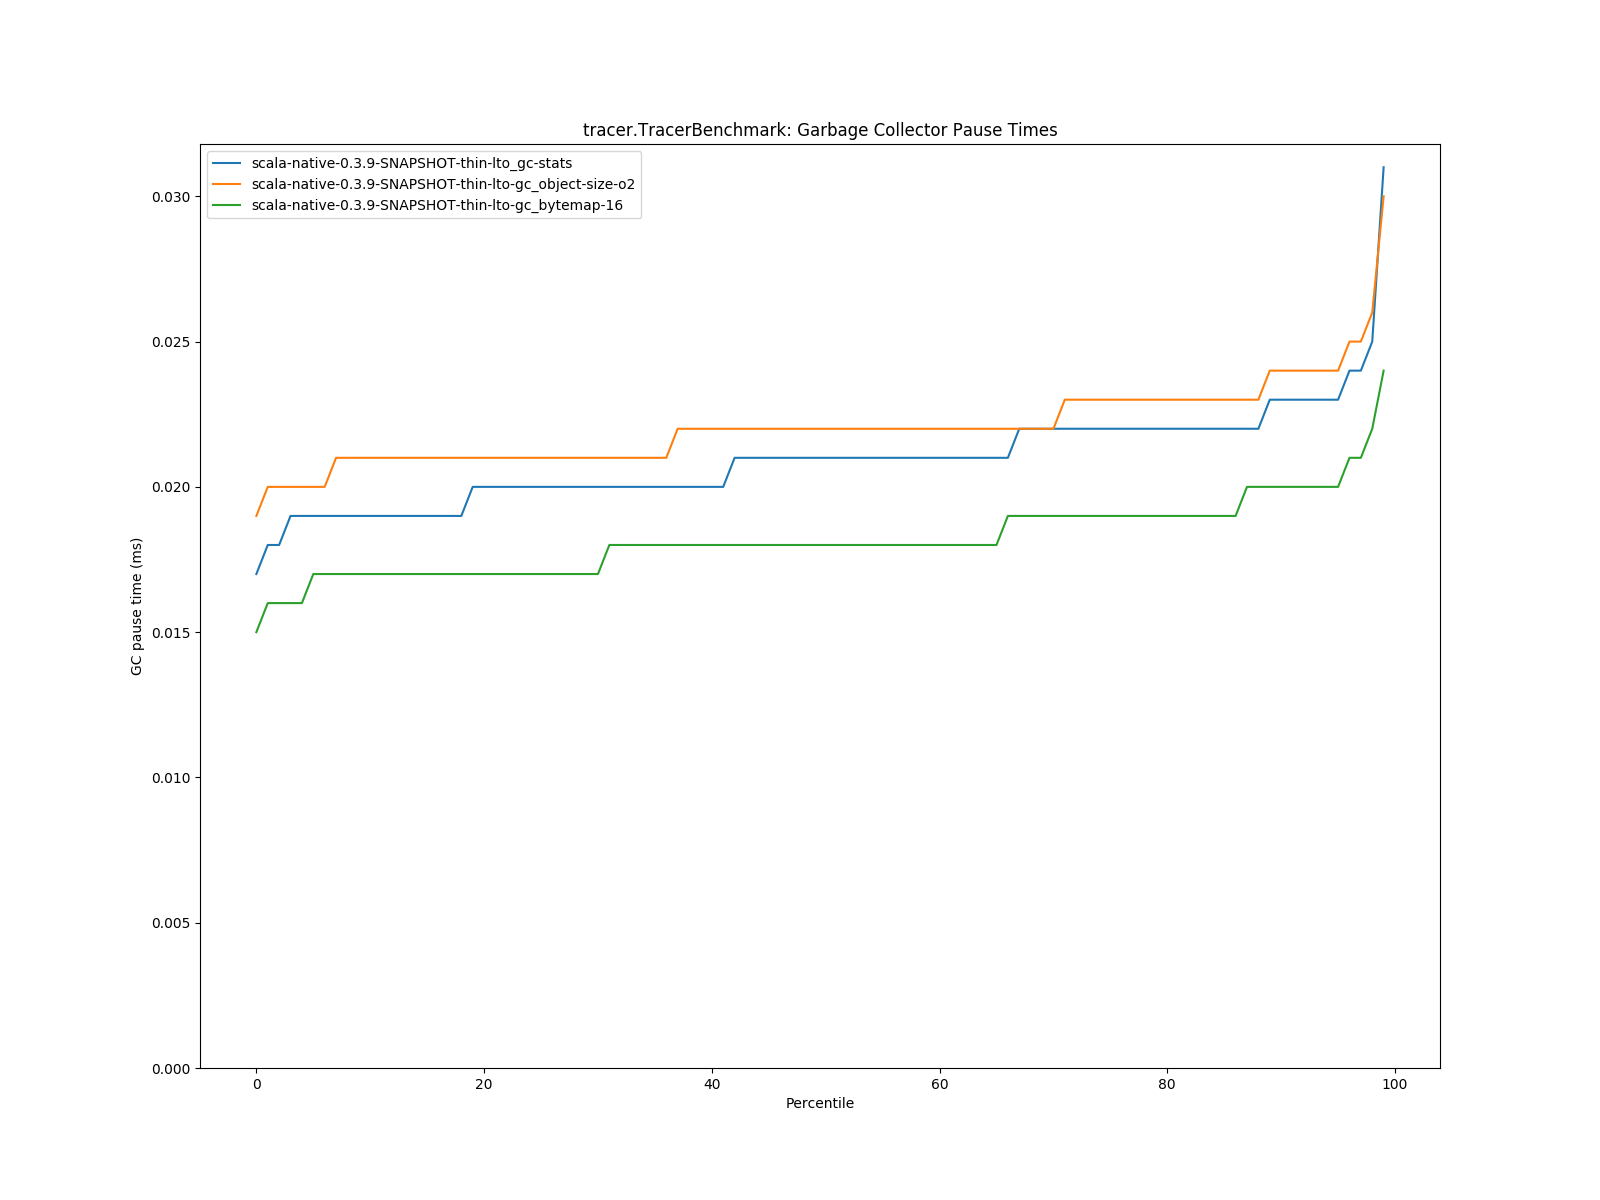 tracer.TracerBenchmark: Garbage Collector Pause Times
scala-native-0.3.9-SNAPSHOT-thin-lto_gc-stats
scala-native-0.3.9-SNAPSHOT-thin-lto-gc_object-size-o2
scala-native-0.3.9-SNAPSHOT-thin-lto-gc_bytemap-16
0.030
0.025
0.020
0.015
0.010
0.005
0.000
GC pause time (ms)
0 20 40 60 80 100
Percentile